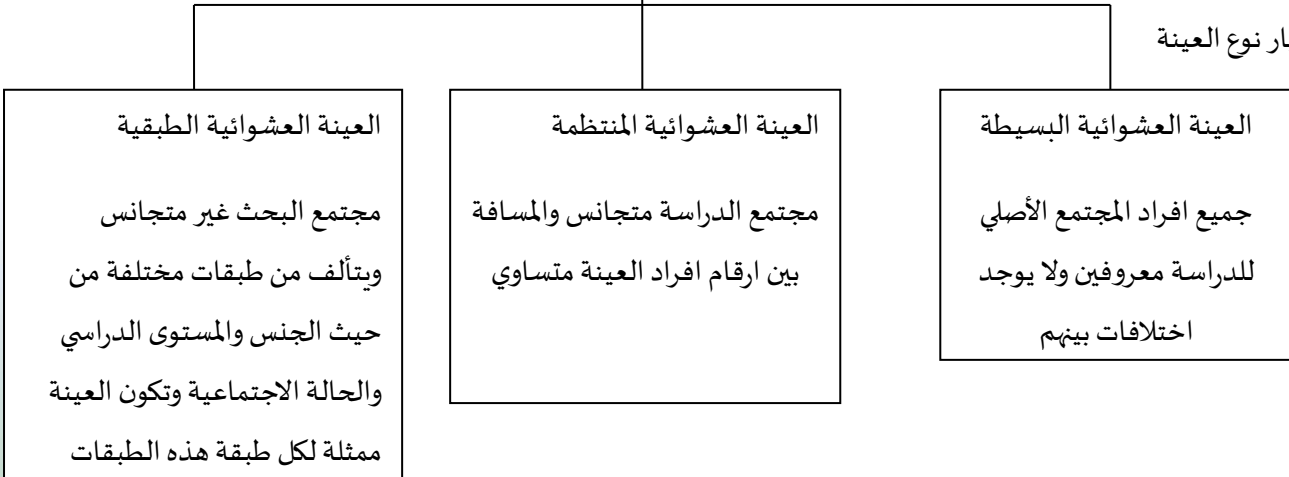 نوع العينة
العينة العشوائية البسيطة
جميع افراد المجتمع الأصلي
للدراسة معروفين ولا يوجد
اختلافات بينهم
العينة العشوائية المنتظمة
مجتمع الدراسة متجانس والمسافة
بين ارقام افراد العينة متساوي
العينة العشوائية الطبقية
مجتمع البحث غير متجانس
ويتألف من طبقات مختلفة من
حيث الجنس والمستوى الدراسي
والحالة الاجتماعية وتكون العينة
ممثلة لكل طبقة هذه الطبقات